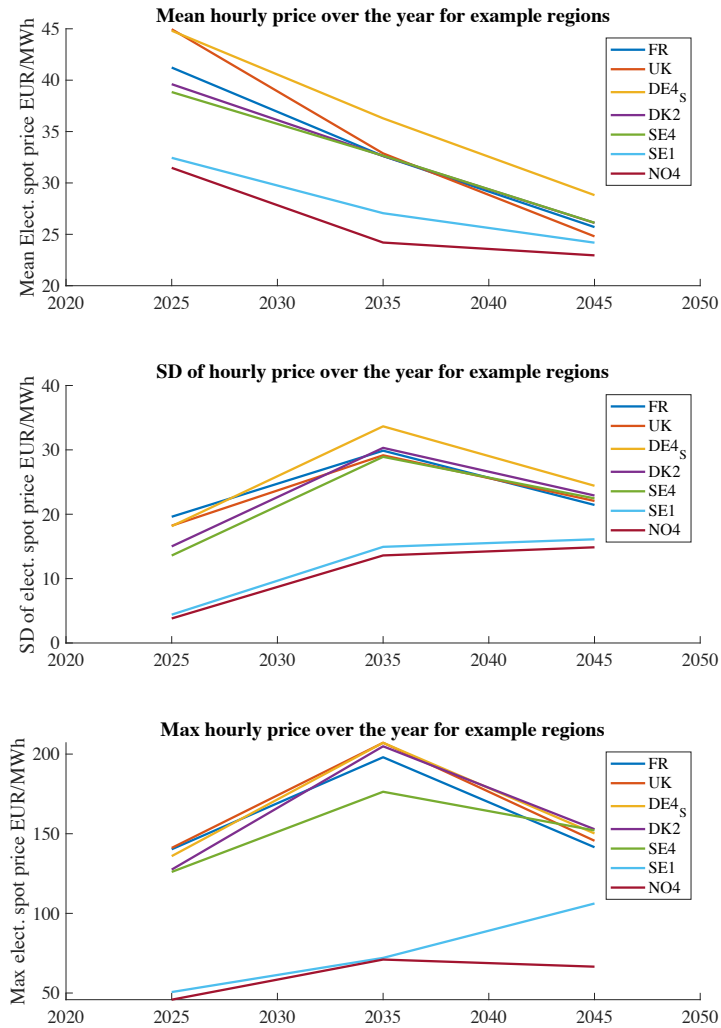 Mean hourly price over the year for example regions
Mean Elect. spot price EUR/MWh
45
40
35
30
25
20
2020 2025 2030 2035 2040 2045 2050
FR
UK
DE4S
DK2
SE4
SE1
NO4
SD of hourly price over the year for example regions
SD of elect. spot price EUR/MWh
40
30
20
10
0
2020 2025 2030 2035 2040 2045 2050
FR
UK
DE4S
DK2
SE4
SE1
NO4
Max hourly price over the year for example regions
Max elect. spot price EUR/MWh
200
150
100
50
2020 2025 2030 2035 2040 2045 2050
FR
UK
DE4S
DK2
SE4
SE1
NO4